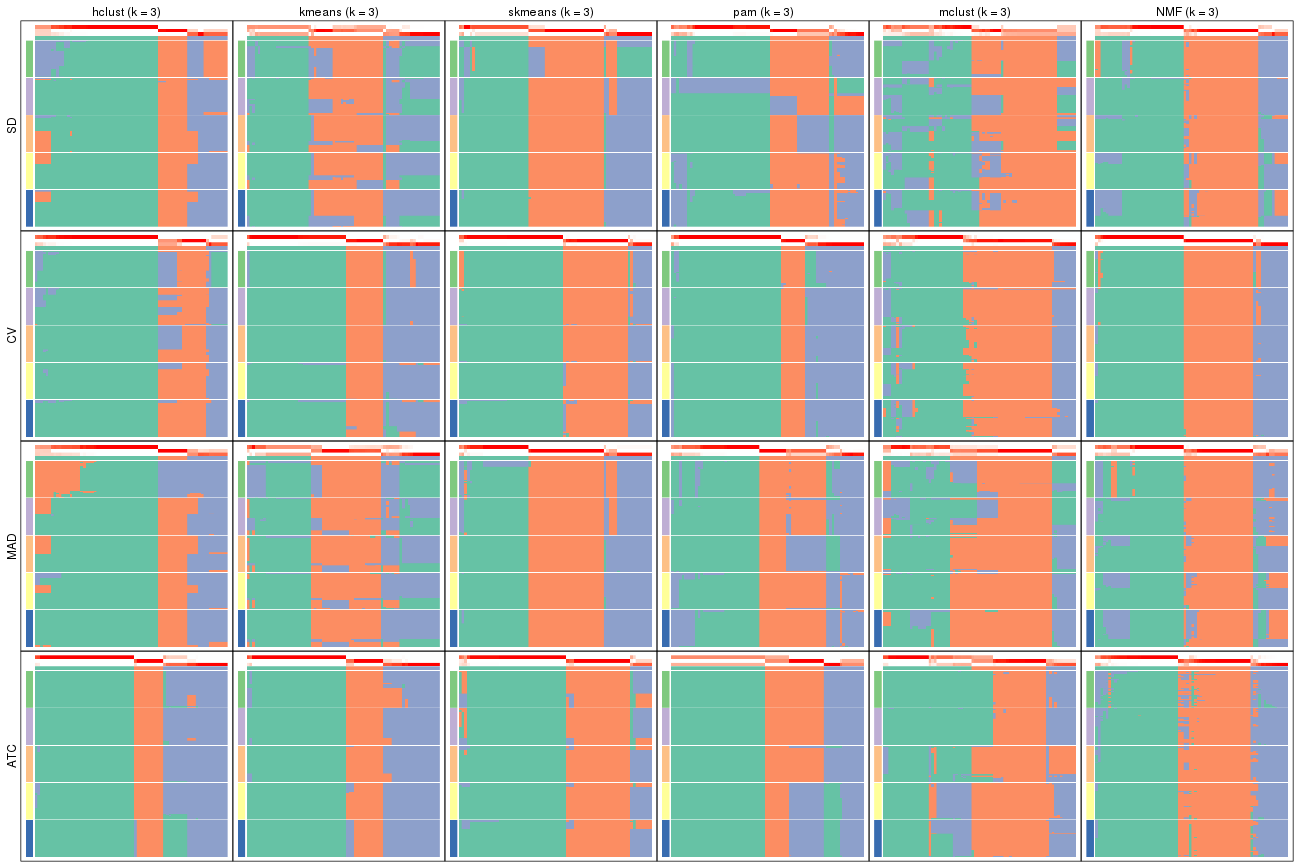 hclust (k = 3)
kmeans (k = 3)
skmeans (k = 3)
pam (k = 3)
mclust (k = 3)
NMF (k = 3)
SD
CV
MAD
ATC